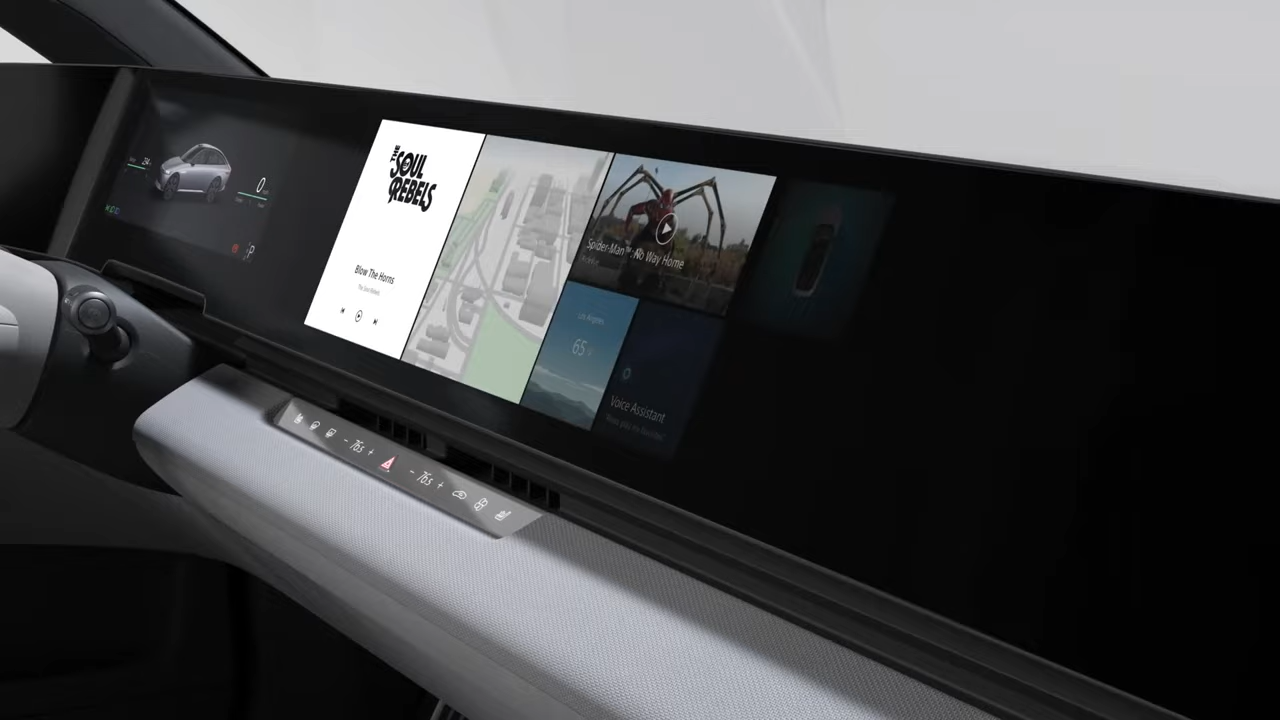 0
P
THE
SOUL
REBELS
Blow The Horns
The Soul Rebels
Spider-Man™: No Way Home
Los Angeles
65
Voice Assistant
- 76.5 +
- 76.5 +